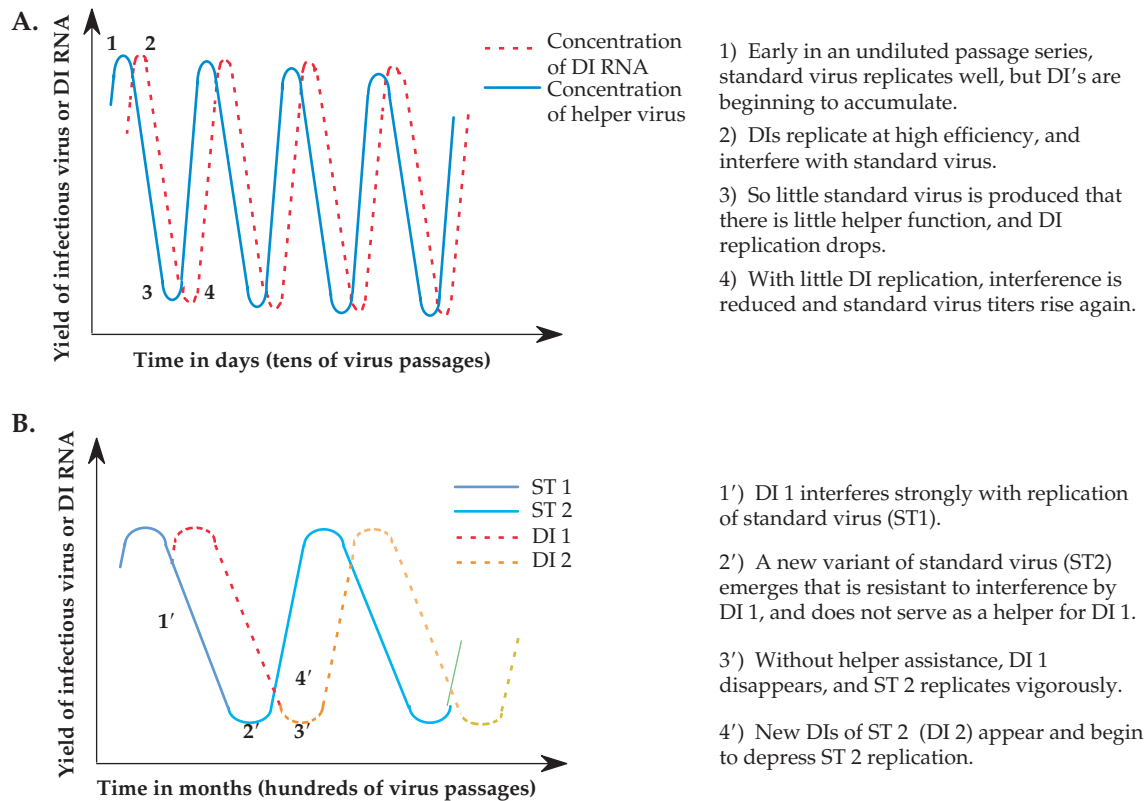 A.
Yield of infectious virus or DI RNA
1 2
3 4
Concentration
of DI RNA
Concentration
of helper virus
Time in days (tens of virus passages)
1) Early in an undiluted passage series,
standard virus replicates well, but DI's are
beginning to accumulate.
2) DIs replicate at high efficiency, and
interfere with standard virus.
3) So little standard virus is produced that
there is little helper function, and DI
replication drops.
4) With little DI replication, interference is
reduced and standard virus titers rise again.
B.
Yield of infectious virus or DI RNA
ST 1
ST 2
DI 1
DI 2
1′
4′
2′ 3′
Time in months (hundreds of virus passages)
1′) DI 1 interferes strongly with replication
of standard virus (ST1).
2′) A new variant of standard virus (ST2)
emerges that is resistant to interference by
DI 1, and does not serve as a helper for DI 1.
3′) Without helper assistance, DI 1
disappears, and ST 2 replicates vigorously.
4′) New DIs of ST 2 (DI 2) appear and begin
to depress ST 2 replication.